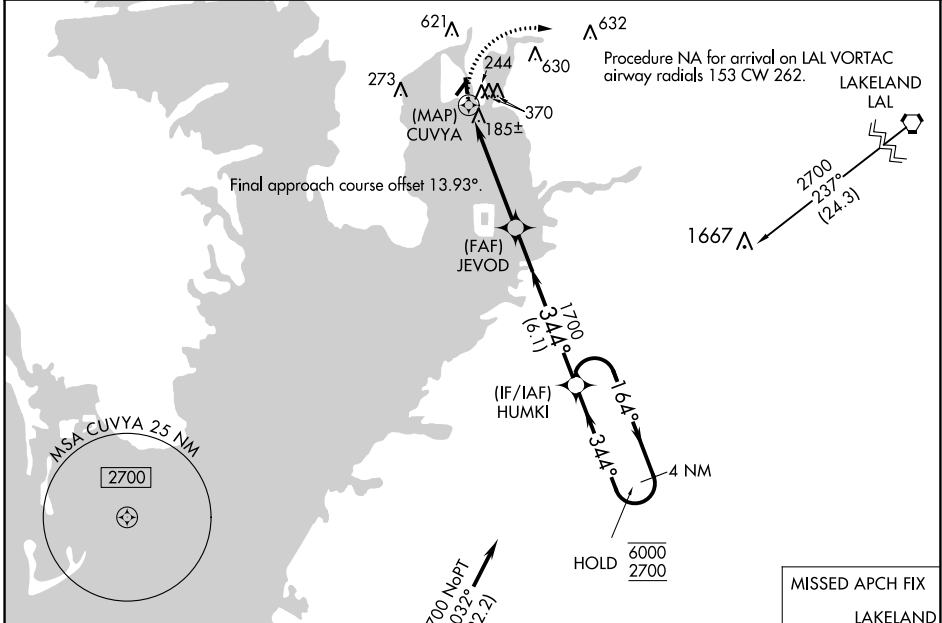 621
632
630
244
273
370
(MAP)
CUVYA
185±
Procedure NA for arrival on LAL VORTAC
airway radials 153 CW 262.
LAKELAND
LAL
2700
237°
(24.3)
1667
Final approach course offset 13.93°.
(FAF)
JEVOD
1700
344°
(6.1)
(IF/IAF)
HUMKI
164°
344°
4 NM
HOLD
6000
2700
MSA CUVYA 25 NM
2700
700 NoPT
032°
2.2)
MISSED APCH FIX
LAKELAND